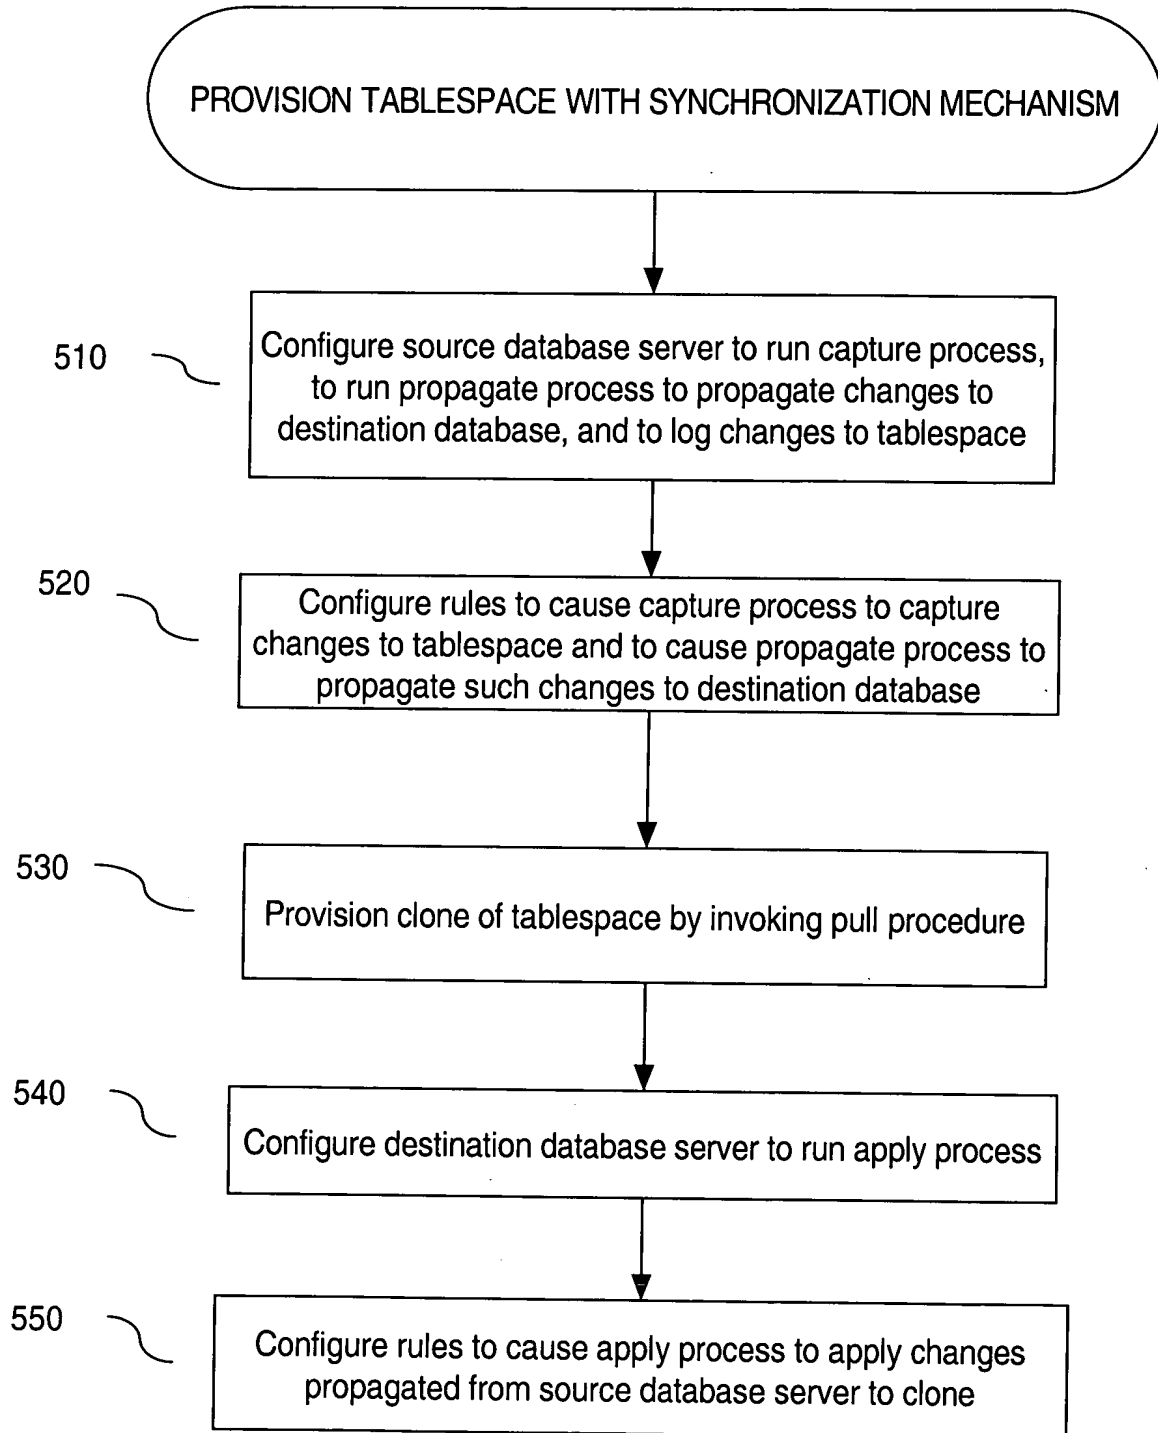 PROVISION TABLESPACE WITH SYNCHRONIZATION MECHANISM
510
Configure source database server to run capture process,
to run propagate process to propagate changes to
destination database, and to log changes to tablespace
520
Configure rules to cause capture process to capture
changes to tablespace and to cause propagate process to
propagate such changes to destination database
530
Provision clone of tablespace by invoking pull procedure
540
Configure destination database server to run apply process
550
Configure rules to cause apply process to apply changes
propagated from source database server to clone